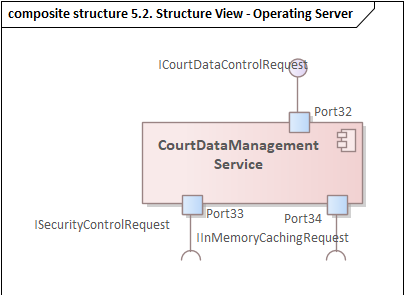 composite structure 5.2. Structure View - Operating Server
ICourtDataControlRequest
Port32
CourtDataManagement
Service
Port33
Port34
ISecurityControlRequest
IInMemoryCachingRequest